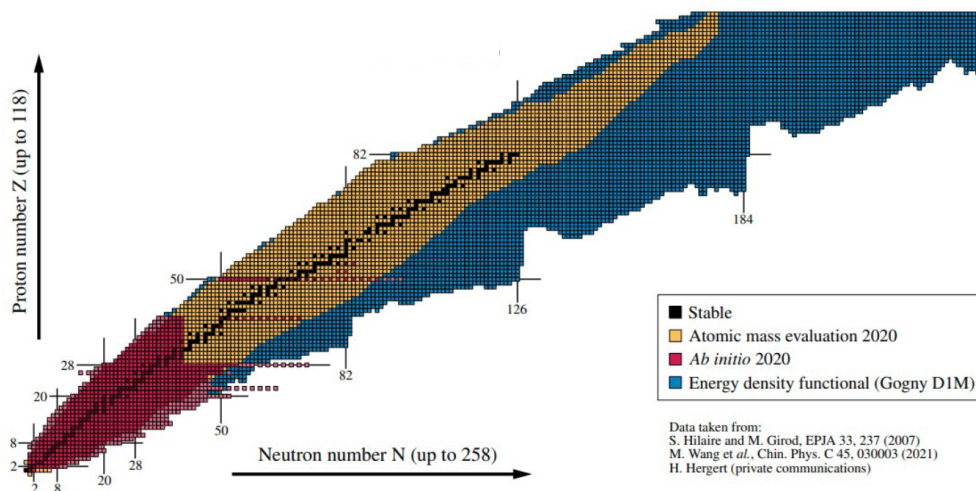 Proton number Z (up to 118)
82
184
50
126
28
82
20
50
8
28
2
20
2
8
Neutron number N (up to 258)
Stable
Atomic mass evaluation 2020
Ab initio 2020
Energy density functional (Gogny D1M)
Data taken from:
S. Hilaire and M. Girod, EPJA 33, 237 (2007)
M. Wang et al., Chin. Phys. C 45, 030003 (2021)
H. Hergert (private communications)